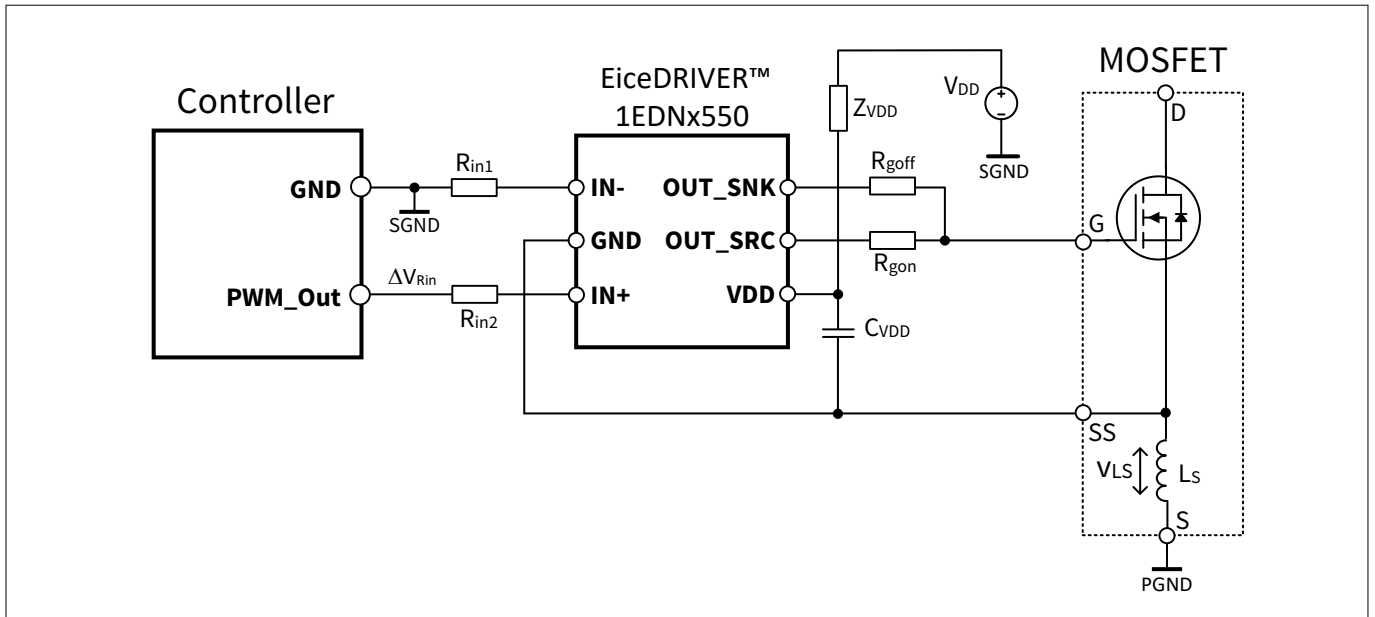 Controller
GND
SGND
PWM_Out
ΔVRin
Rin1
Rin2
EiceDRIVER™
1EDNx550
IN-
GND
IN+
OUT_SNK
OUT_SRC
VDD
ZVDD
VDD
SGND
Rgoff
Rgon
CVDD
MOSFET
D
G
SS
VLS
LS
S
PGND